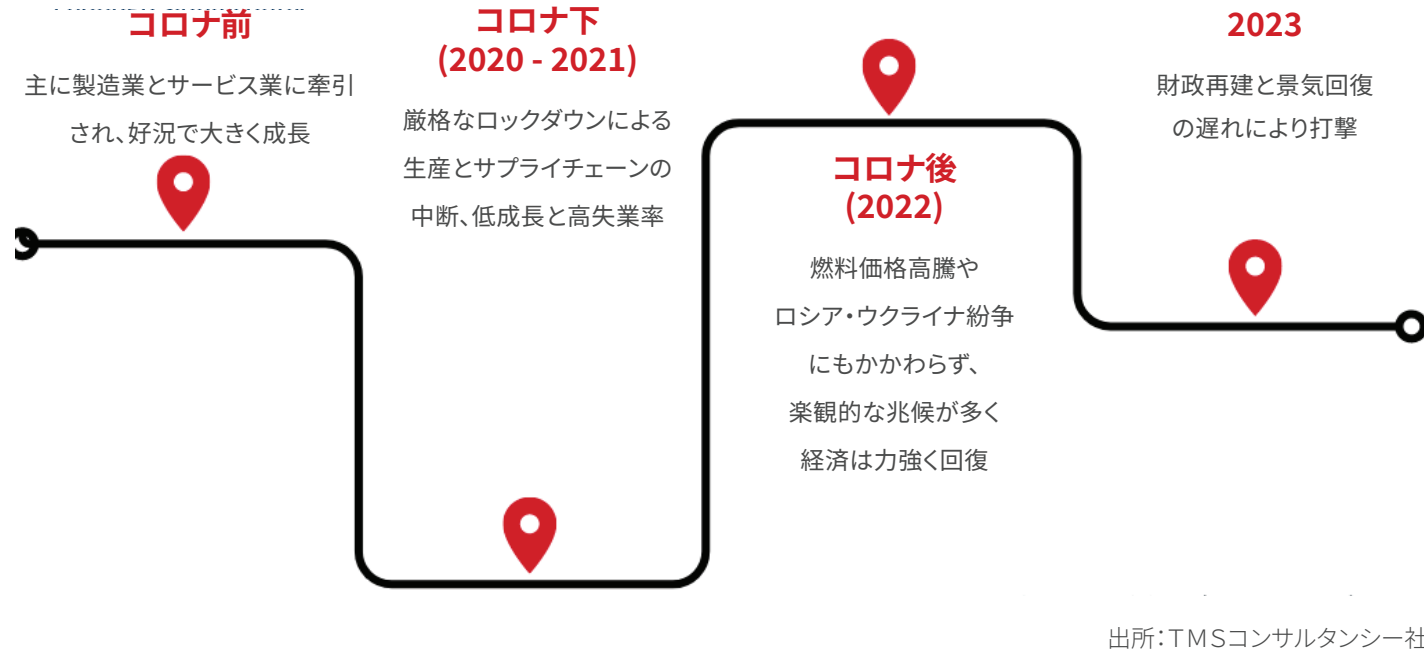 コロナ前
主に製造業とサービス業に牽引
され、好況で大きく成長
コロナ下
(2020 - 2021)
厳格なロックダウンによる
生産とサプライチェーンの
中断、低成長と高失業率
コロナ後
(2022)
燃料価格高騰や
ロシア・ウクライナ紛争
にもかかわらず、
楽観的な兆候が多く
経済は力強く回復
2023
財政再建と景気回復
の遅れにより打撃
出所：ＴＭＳコンサルタンシー社